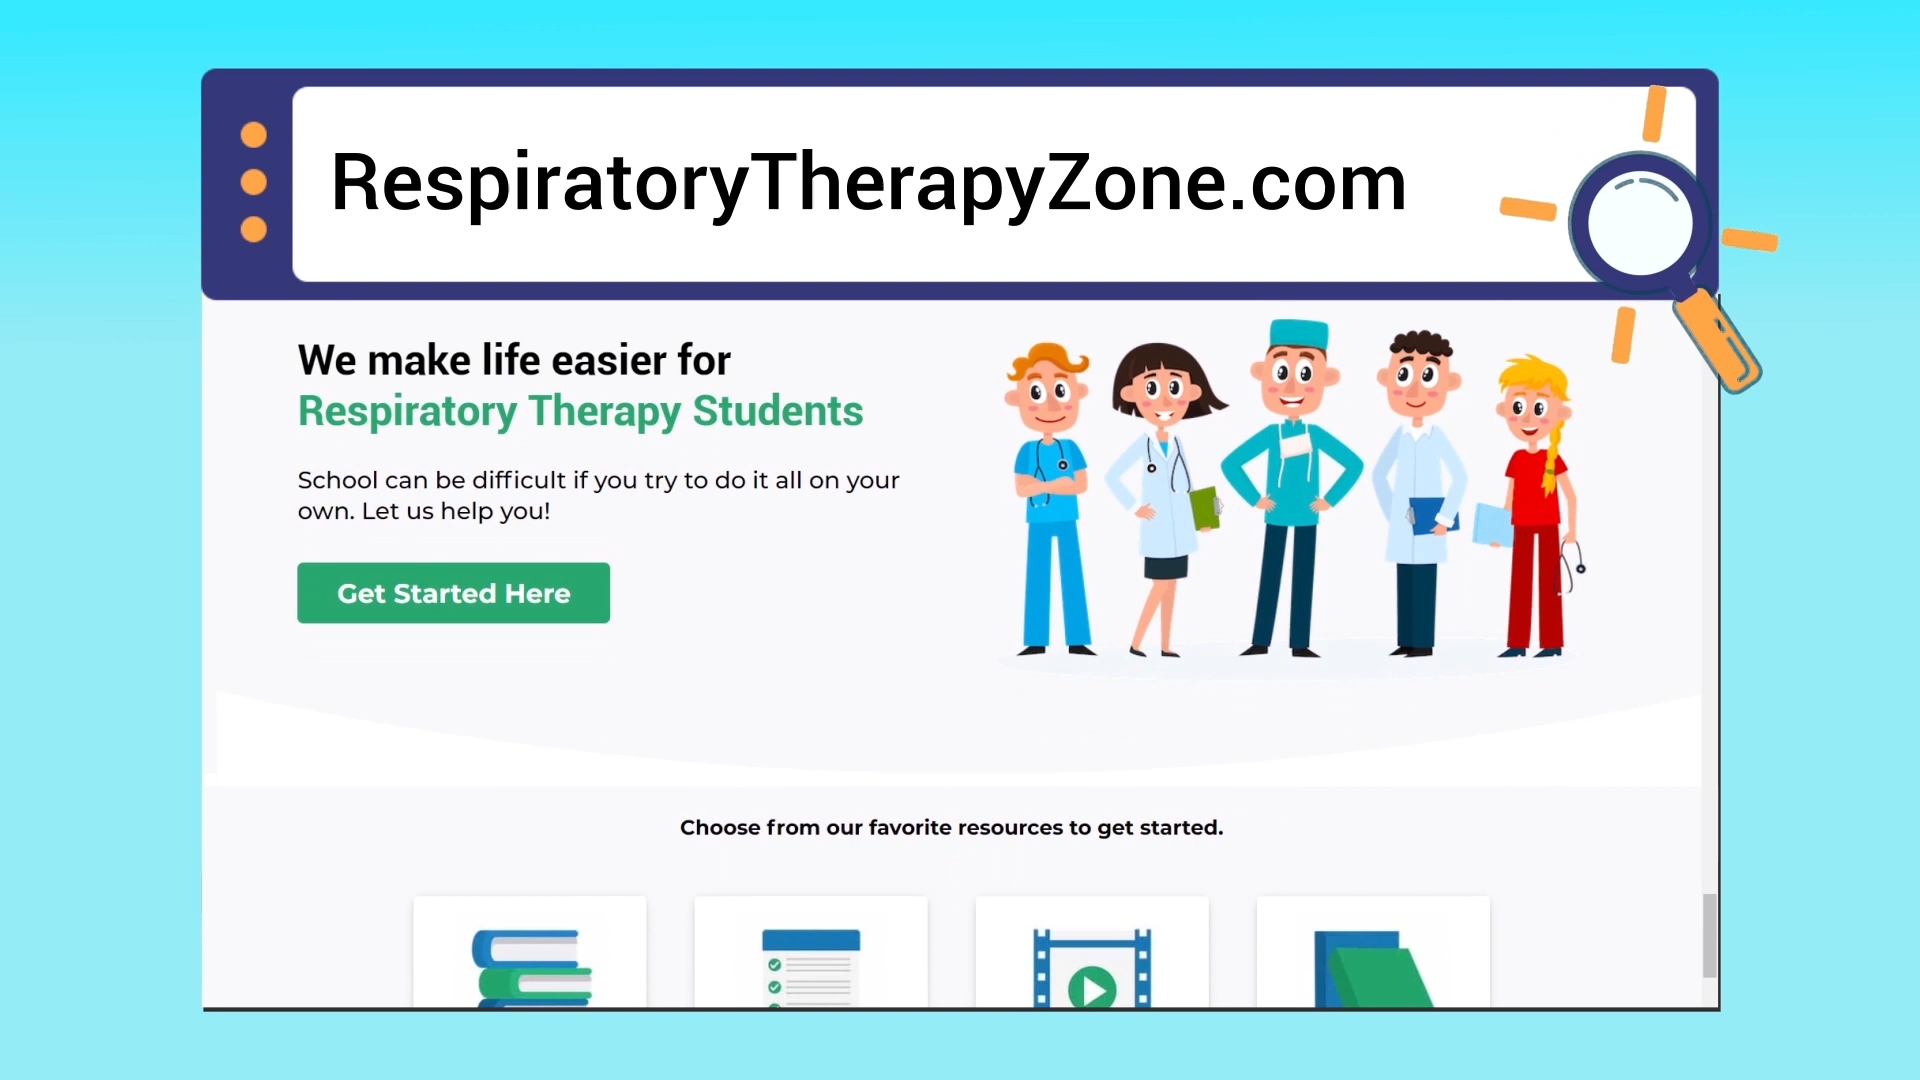 RespiratoryTherapyZone.com
We make life easier for
Respiratory Therapy Students
School can be difficult if you try to do it all on your
own. Let us help you!
Get Started Here
Choose from our favorite resources to get started.